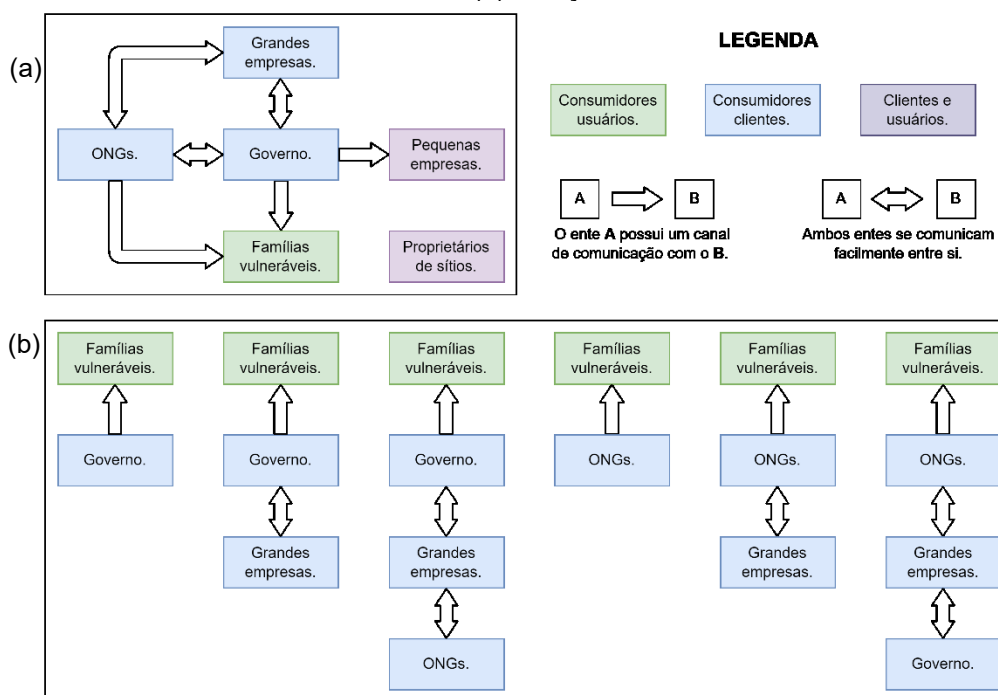 (a)
Grandes
empresas.
ONGs.
Governo.
Pequenas
empresas.
Famílias
vulneráveis.
Proprietários
de sítios.
LEGENDA
Consumidores
usuários.
Consumidores
clientes.
Clientes e
usuários.
A
B
O ente A possui um canal
de comunicação com o B.
A
B
Ambos entes se comunicam
facilmente entre si.
(b)
Famílias
vulneráveis.
Famílias
vulneráveis.
Famílias
vulneráveis.
Famílias
vulneráveis.
Famílias
vulneráveis.
Famílias
vulneráveis.
Governo.
Governo.
Governo.
ONGs.
ONGs.
ONGs.
Grandes
empresas.
Grandes
empresas.
Grandes
empresas.
Grandes
empresas.
ONGs.
Governo.